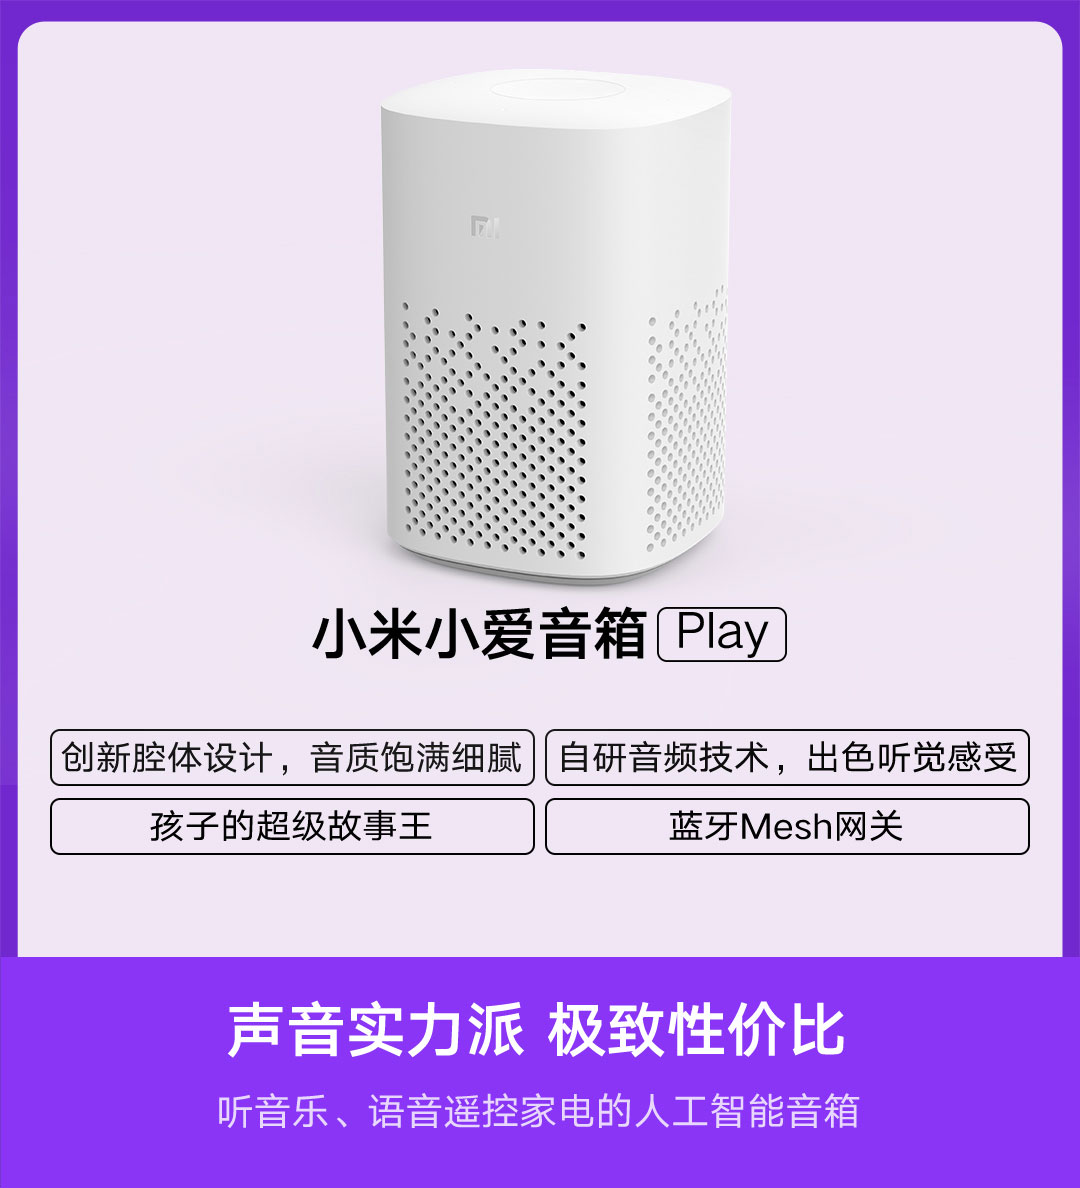 小米小爱音箱 Play
创新腔体设计，音质饱满细腻
自研音频技术，出色听觉感受
孩子的超级故事王
蓝牙Mesh网关
声音实力派 极致性价比
听音乐、语音遥控家电的人工智能音箱